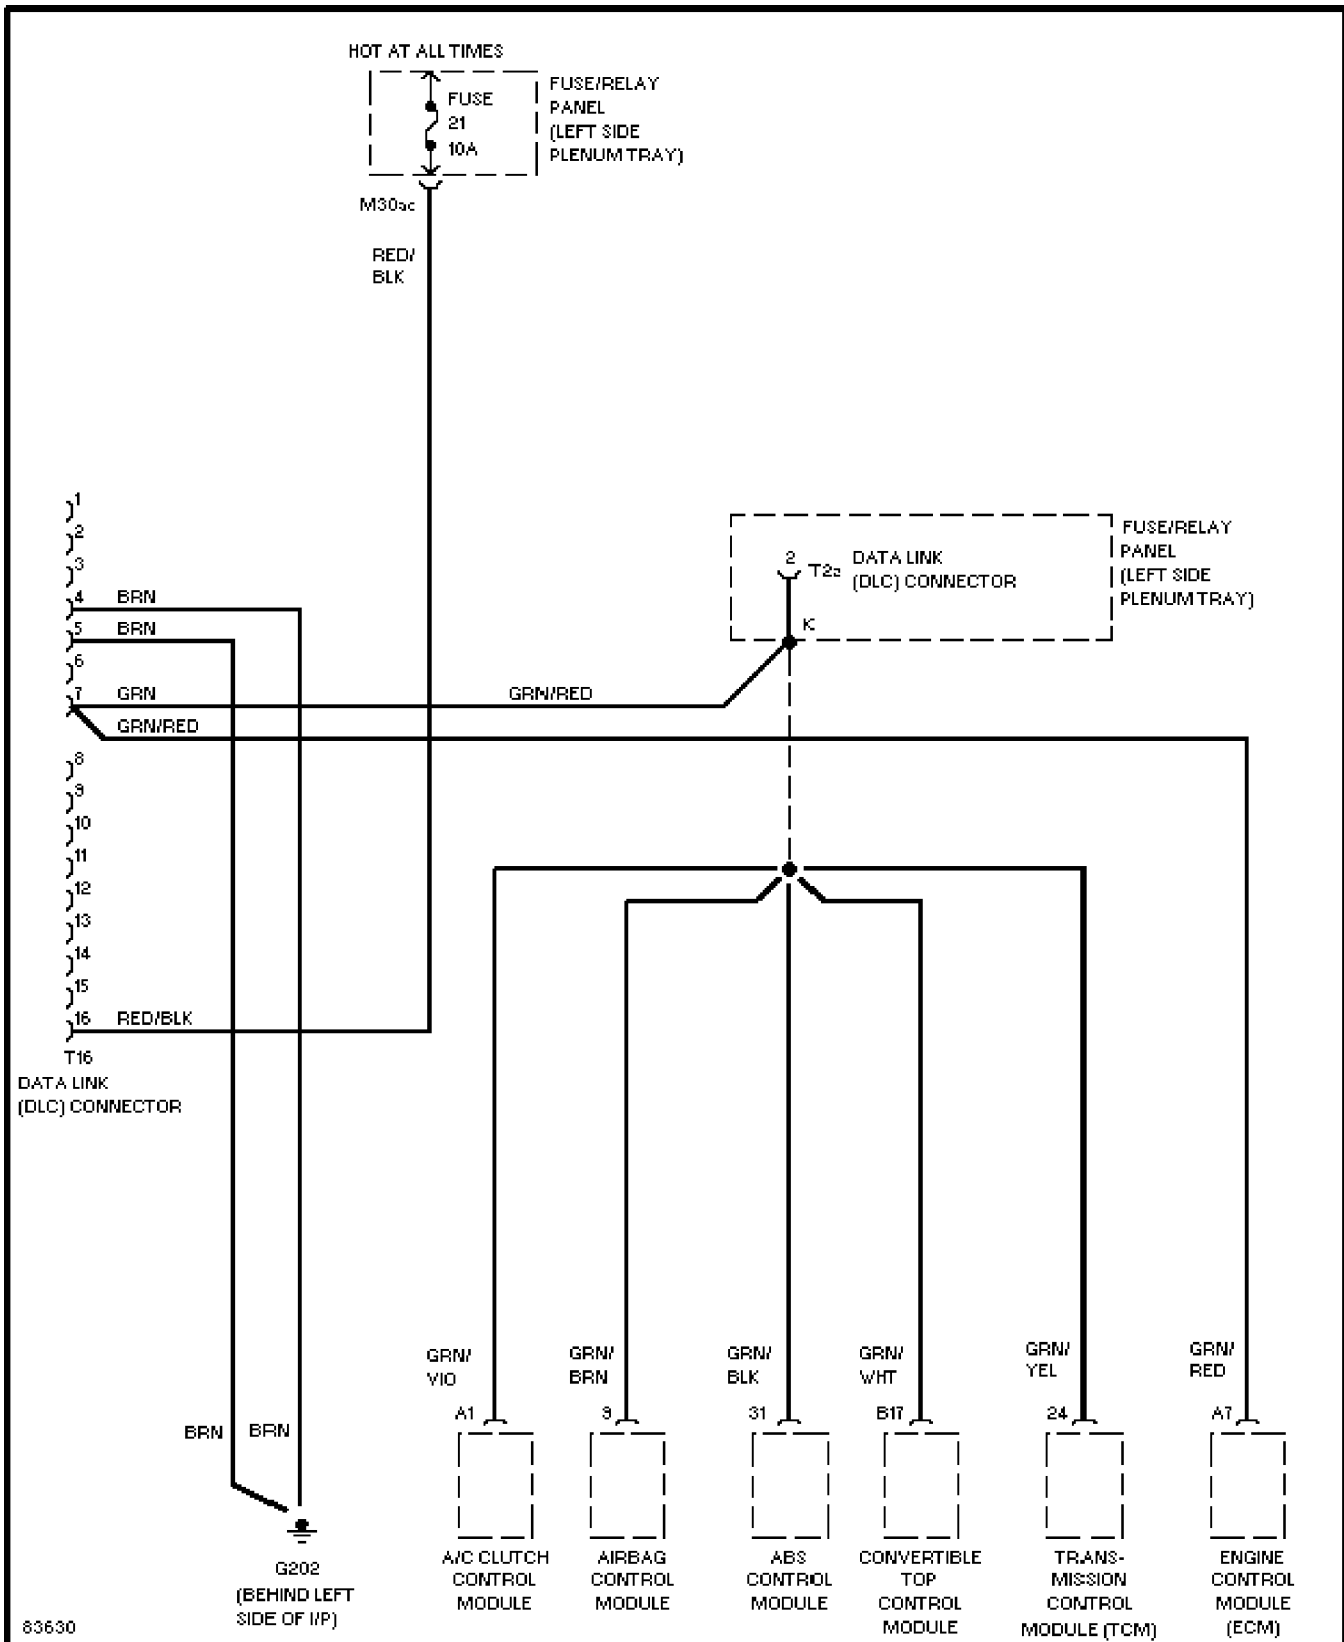 HOT AT ALL TIMES
FUSE
21
10A
FUSE/RELAY
PANEL
(LEFT SIDE
PLENUM TRAY)
M30ac
RED/
BLK
1
2
3
4 BRN
5 BRN
6
7 GRN
GRN/RED
GRN/RED
8
9
10
11
12
13
14
15
16 RED/BLK
T16
DATA LINK
(DLC) CONNECTOR
2
T2a
DATA LINK
(DLC) CONNECTOR
K
FUSE/RELAY
PANEL
(LEFT SIDE
PLENUM TRAY)
BRN
BRN
G202
(BEHIND LEFT
SIDE OF I/P)
GRN/
VIO
A1
A/C CLUTCH
CONTROL
MODULE
GRN/
BRN
9
AIRBAG
CONTROL
MODULE
GRN/
BLK
31
ABS
CONTROL
MODULE
GRN/
WHT
B17
CONVERTIBLE
TOP
CONTROL
MODULE
GRN/
YEL
24
TRANS-
MISSION
CONTROL
MODULE (TCM)
GRN/
RED
A7
ENGINE
CONTROL
MODULE
(ECM)
83630